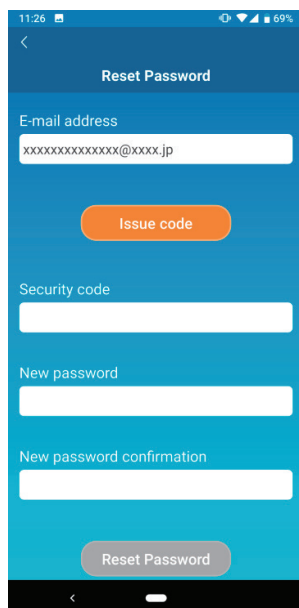 11:26 69%
Reset Password
E-mail address
xxxxxxxxxxxxxx@xxxx.jp
Issue code
Security code
New password
New password confirmation
Reset Password